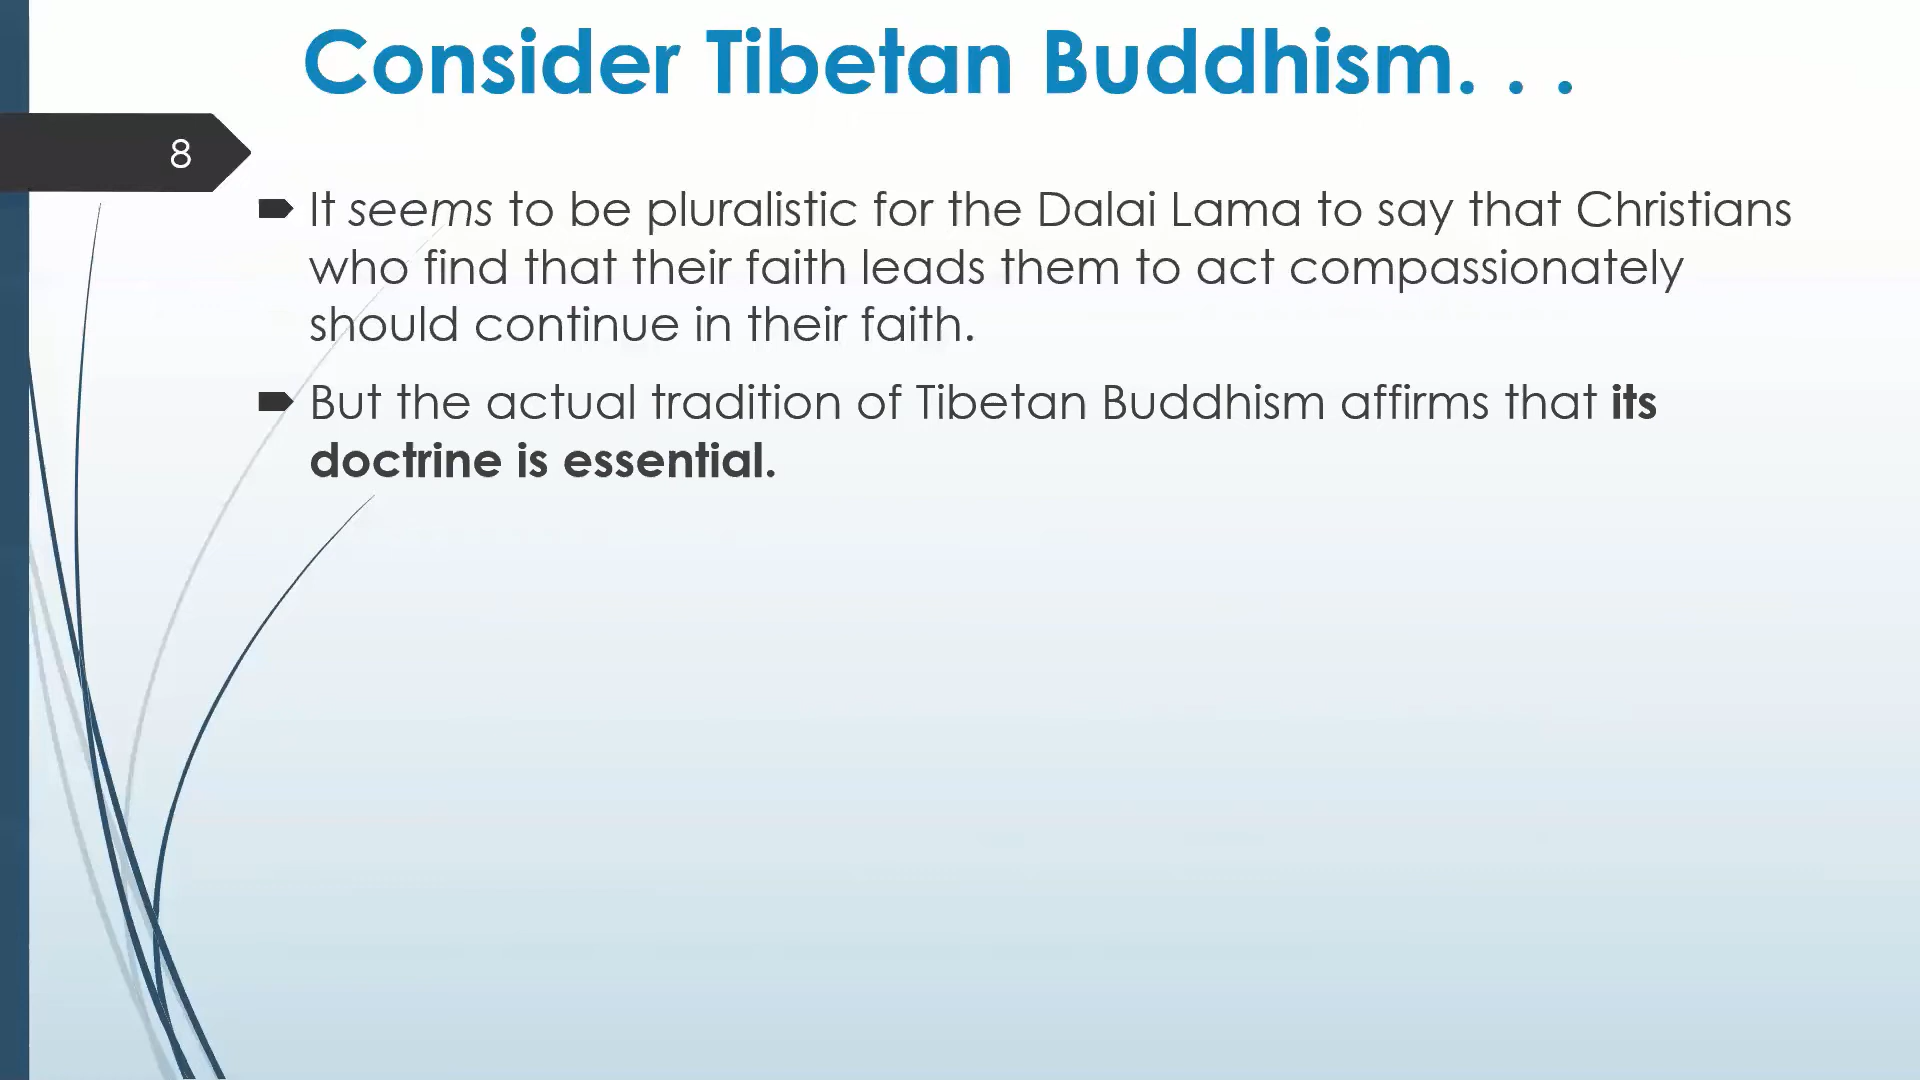 Consider Tibetan Buddhism. . .
8
It seems to be pluralistic for the Dalai Lama to say that Christians
who find that their faith leads them to act compassionately
should continue in their faith.
But the actual tradition of Tibetan Buddhism affirms that its
doctrine is essential.